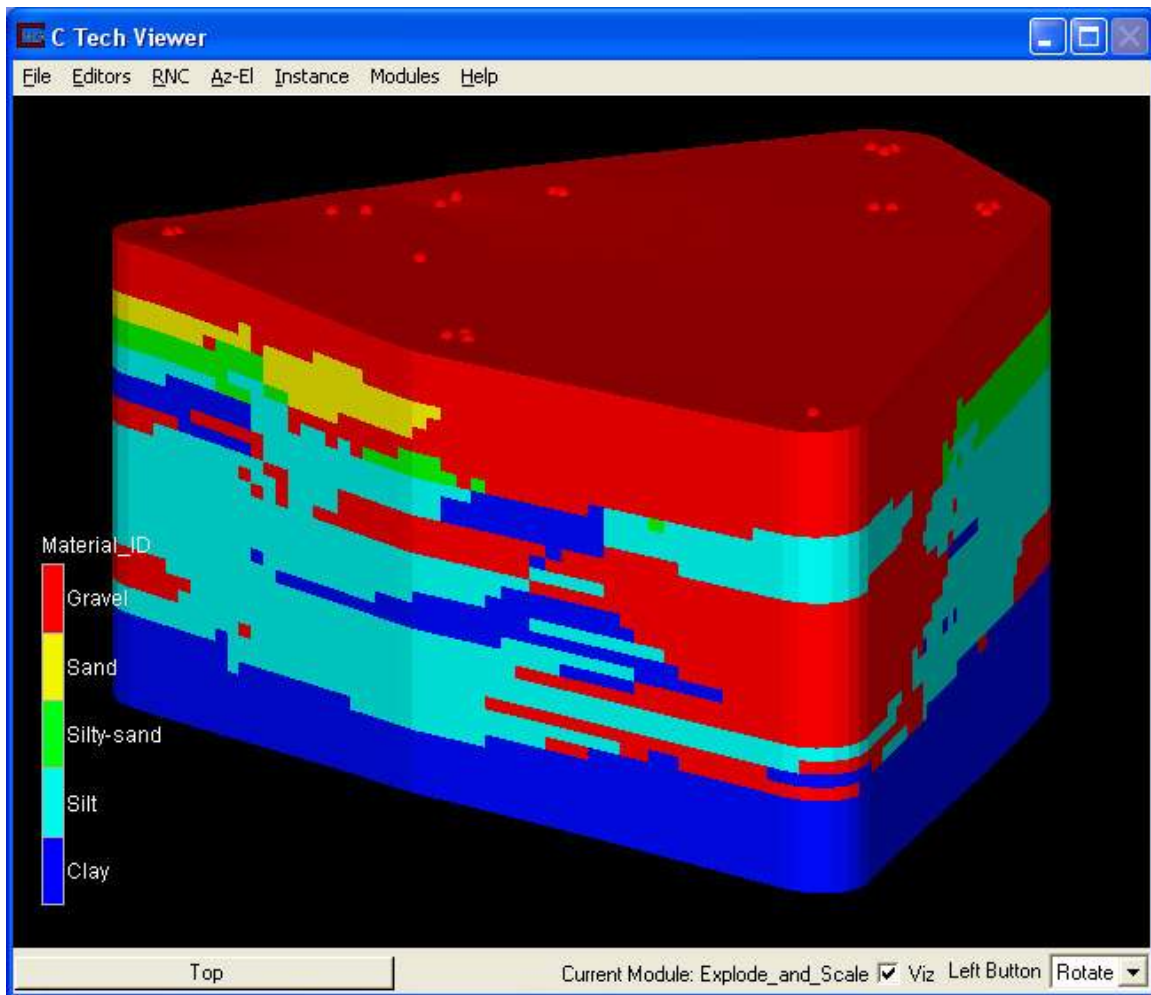 C Tech Viewer
File Editors RNC Az-El Instance Modules Help
Material_ID
Gravel
Sand
Silty-sand
Silt
Clay
Top Current Module: Explode_and_Scale Viz Left Button Rotate